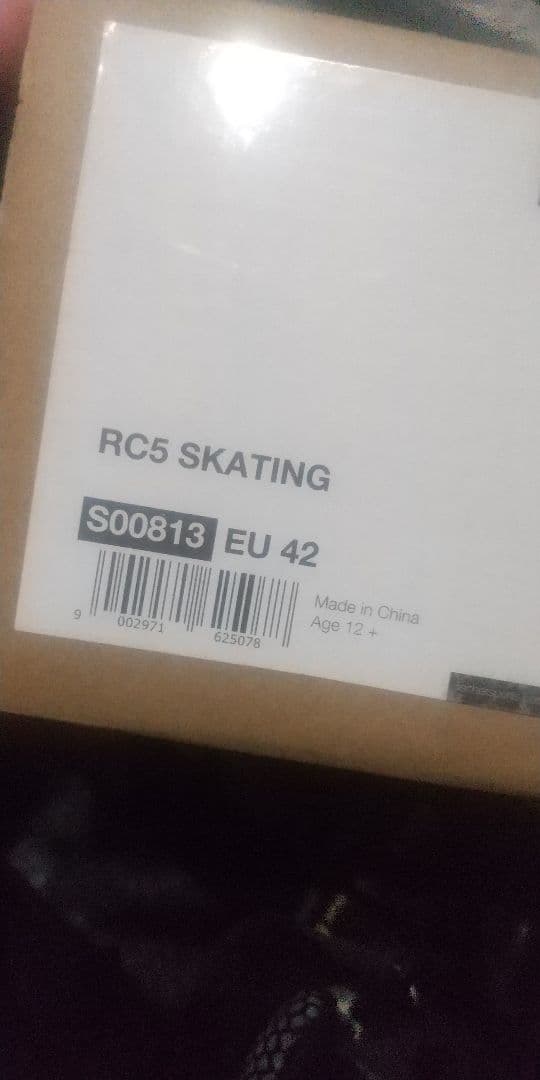 RC5 SKATING
S00813 EU 42
Made in China
Age 12 +
9 002971 625078